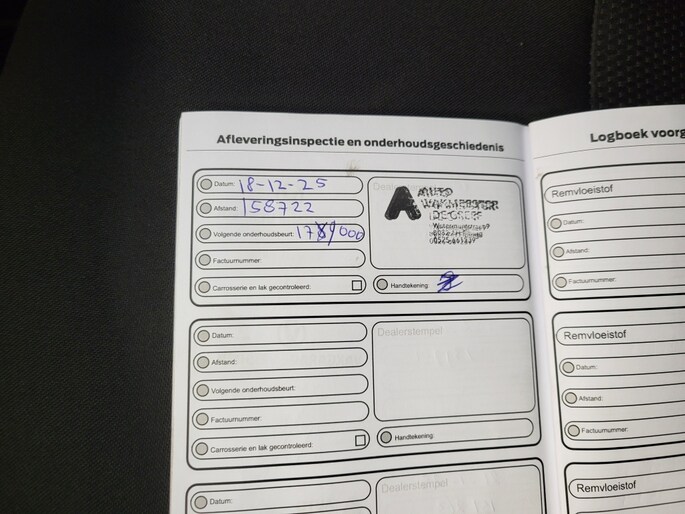 Afleveringsinspectie en onderhoudsgeschiedenis
Datum: 18-12-25
Afstand: 158722
Volgende onderhoudsbeurt:
Factuurnummer:
Carrosserie en lak gecontroleerd:
A AUTO
Handtekening
Datum:
Afstand:
Volgende onderhoudsbeurt:
Factuurnummer:
Carrosserie en lak gecontroleerd:
Dealerstempel
Handtekening
Datum:
Dealerstempel
Logboek voorg
Remvloeistof
Datum:
Afstand:
Factuurnummer:
Remvloeistof
Datum:
Afstand:
Factuurnummer:
Remvloeistof